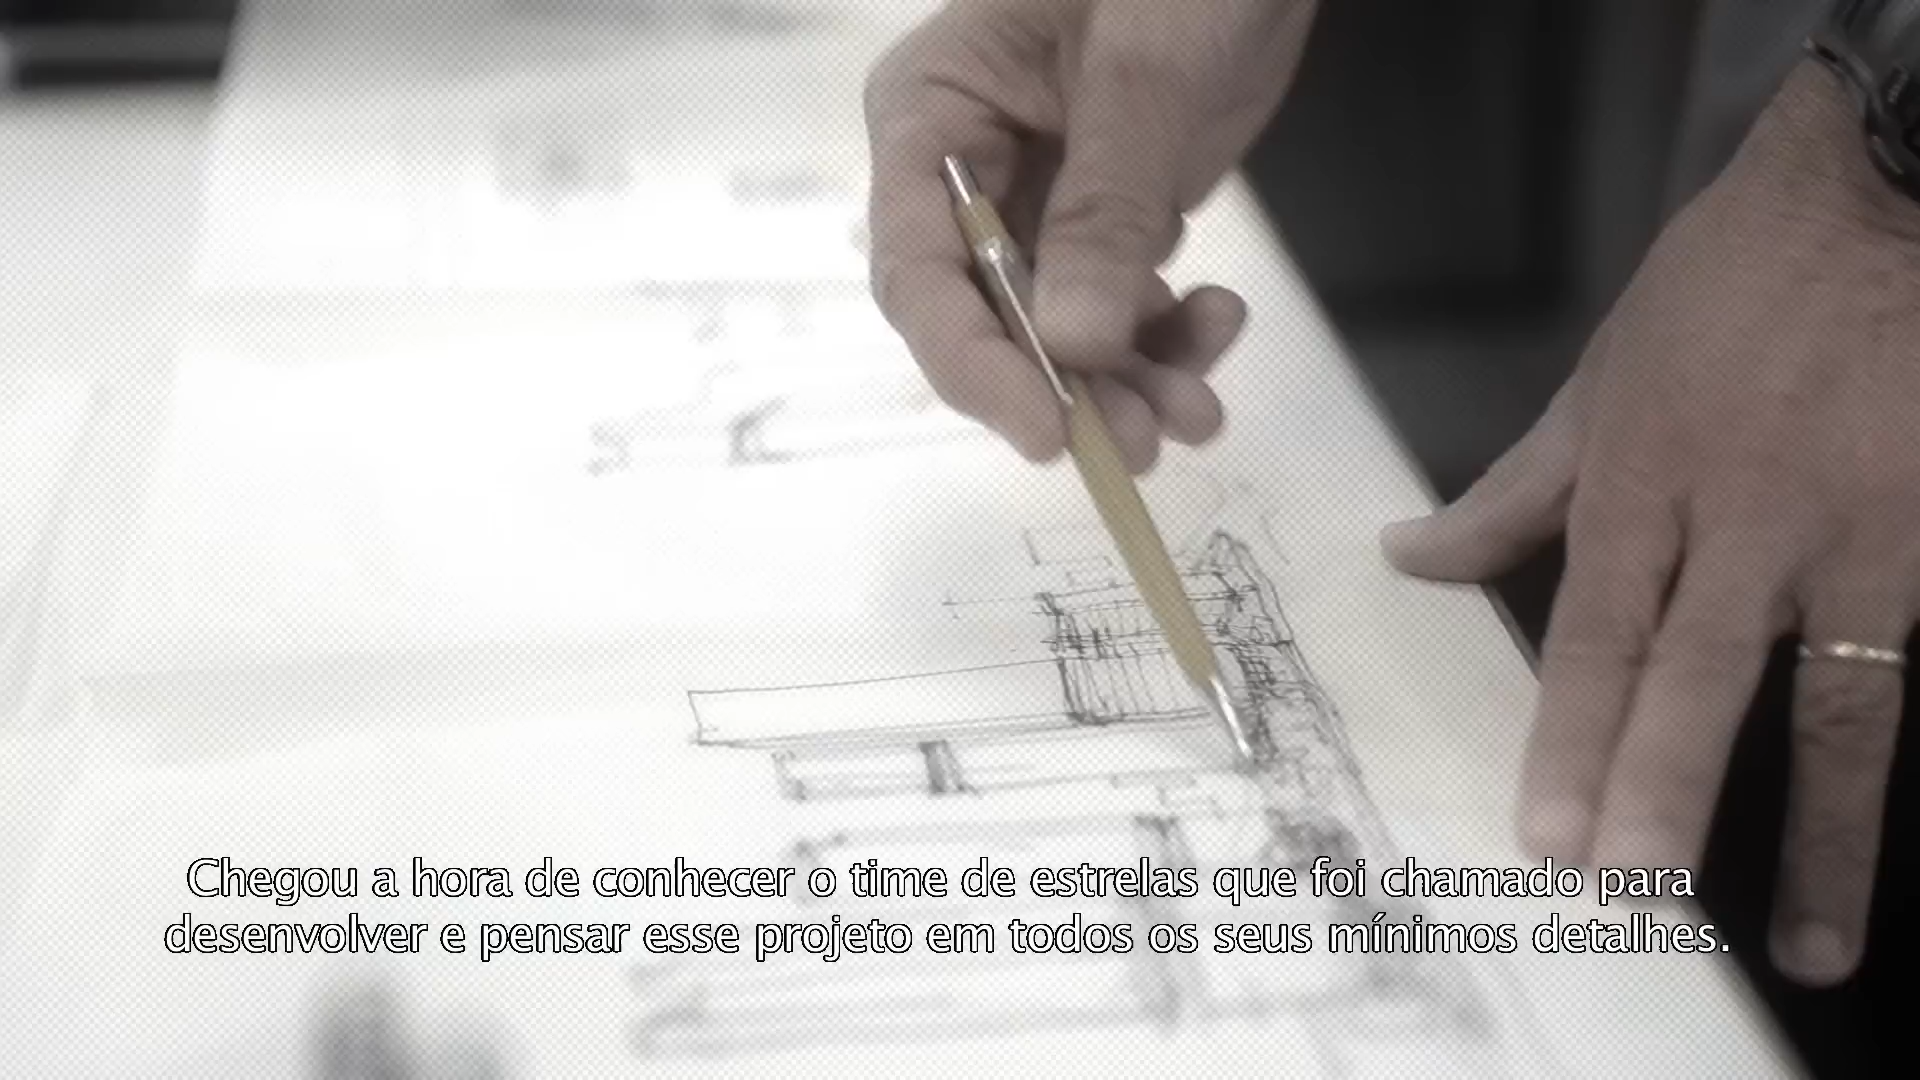 Chegou a hora de conhecer o time de estrelas que foi chamado para
desenvolver e pensar esse projeto em todos os seus mínimos detalhes.